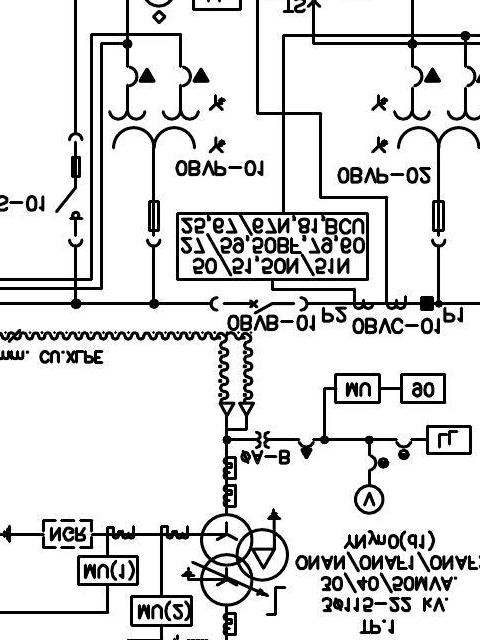 MU(2)
TP.1
3ø115-22 kV.
MU(1)
30/40/50MVA.
ONAN/ONAF1/ONAF
NGR
YNyn0(d1)
V
øA-B
LL
MU
90
mm. CU.XLPE
0BVB-01
P2
0BVC-01
P1
50/51,50N/51N
27/59,50BF,79,60
25,67/67N,81,BCU
S-01
0BVP-01
0BVP-02
TS